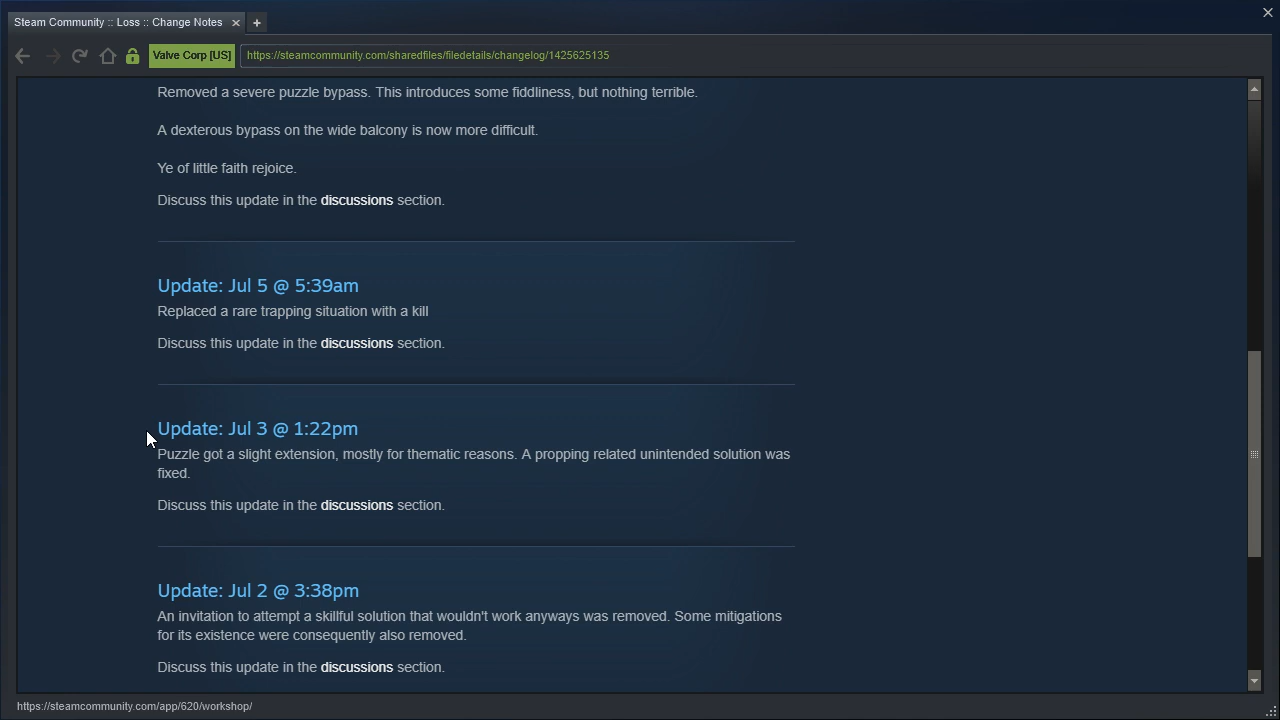 Steam Community :: Loss :: Change Notes
Valve Corp [US]
https://steamcommunity.com/sharedfiles/filedetails/changelog/1425625135
Removed a severe puzzle bypass. This introduces some fiddliness, but nothing terrible.
A dexterous bypass on the wide balcony is now more difficult.
Ye of little faith rejoice.
Discuss this update in the discussions section.
Update: Jul 5 @ 5:39am
Replaced a rare trapping situation with a kill
Discuss this update in the discussions section.
Update: Jul 3 @ 1:22pm
Puzzle got a slight extension, mostly for thematic reasons. A propping related unintended solution was
fixed.
Discuss this update in the discussions section.
Update: Jul 2 @ 3:38pm
An invitation to attempt a skillful solution that wouldn't work anyways was removed. Some mitigations
for its existence were consequently also removed.
Discuss this update in the discussions section.
https://steamcommunity.com/app/620/workshop/